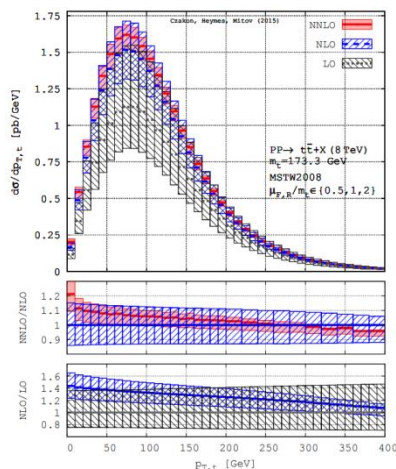 Czakon, Heymes, Mitov (2015)
NNLO
NLO
LO
dσ/dp_T,t [pb/GeV]
1.75
1.5
1.25
1
0.75
0.5
0.25
0
PP→ tt̅+X (8 TeV)
m_t=173.3 GeV
MSTW2008
μ_F,R/m_t∈{0.5,1,2}
NNLO/NLO
1.2
1.1
1
0.9
NLO/LO
1.6
1.4
1.2
1
0.8
0 50 100 150 200 250 300 350 400
p_T,t [GeV]